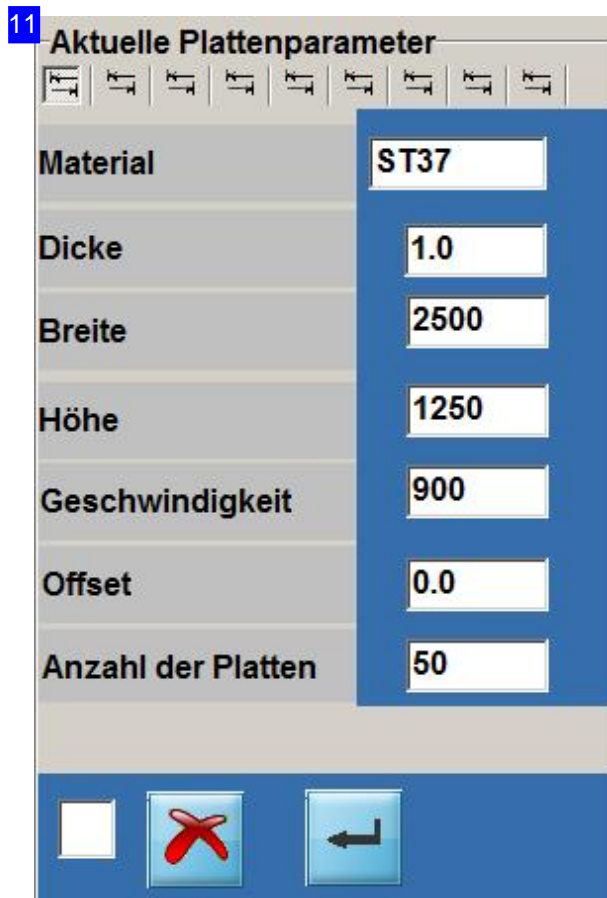 11
Aktuelle Plattenparameter
Material ST37
Dicke 1.0
Breite 2500
Höhe 1250
Geschwindigkeit 900
Offset 0.0
Anzahl der Platten 50